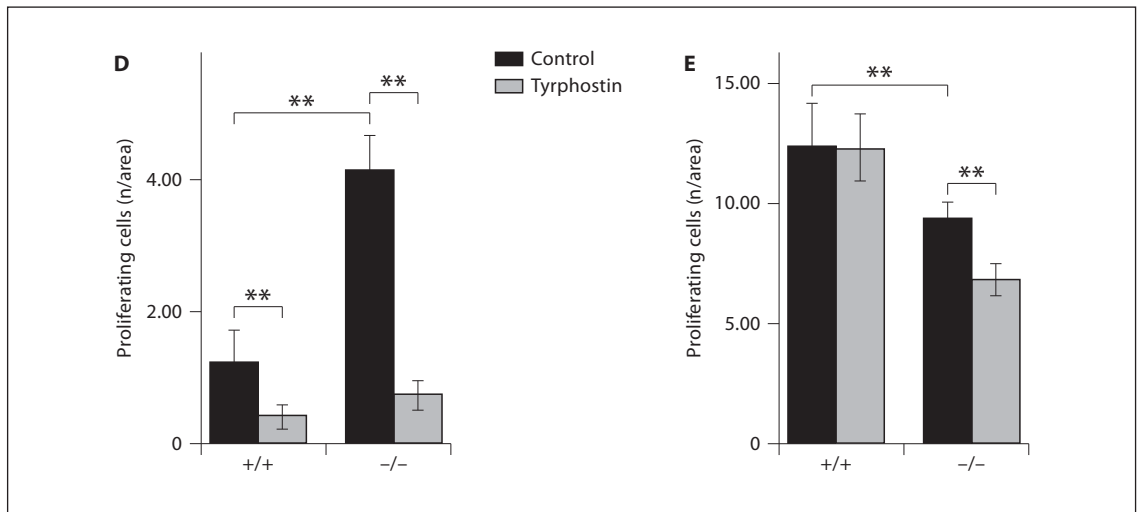 D
Control
Tyrphostin
E
Proliferating cells (n/area)
4.00
2.00
0
**
**
**
+/+
–/–
Proliferating cells (n/area)
15.00
10.00
5.00
0
**
**
+/+
–/–